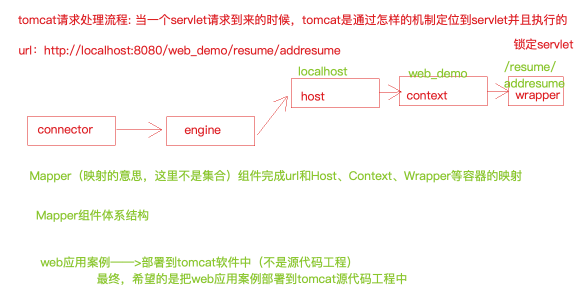 tomcat请求处理流程: 当一个servlet请求到来的时候，tomcat是通过怎样的机制定位到servlet并且执行的
url：http://localhost:8080/web_demo/resume/addresume
锁定servlet
localhost
web_demo
/resume/
addresume
host
context
wrapper
connector
engine
Mapper（映射的意思，这里不是集合）组件完成url和Host、Context、Wrapper等容器的映射
Mapper组件体系结构
web应用案例——>部署到tomcat软件中（不是源代码工程）
最终，希望的是把web应用案例部署到tomcat源代码工程中